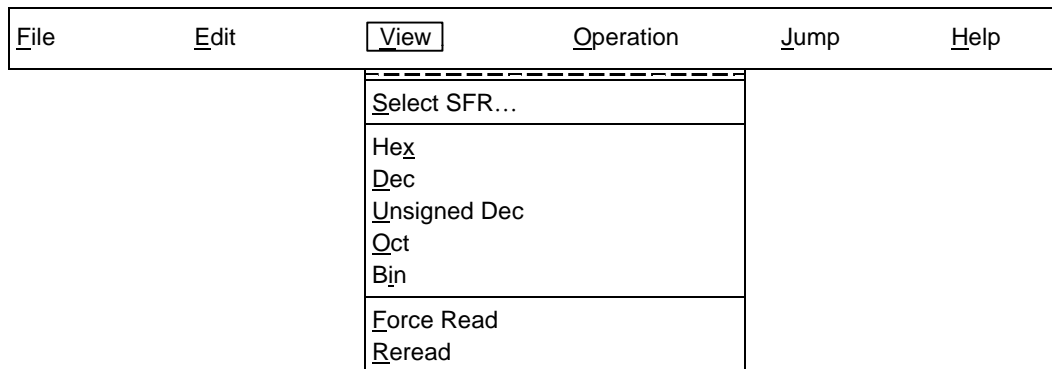 File Edit View Operation Jump Help
Select SFR…
Hex
Dec
Unsigned Dec
Oct
Bin
Force Read
Reread